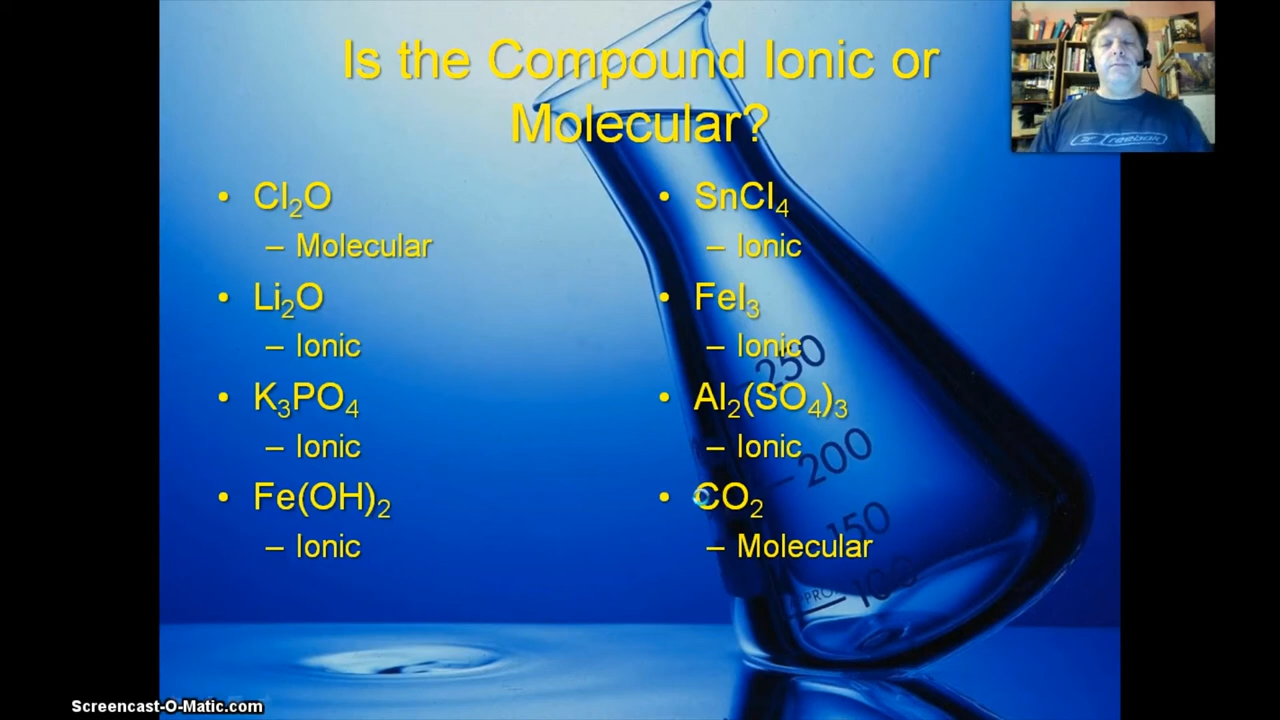 Is the Compound Ionic or
Molecular?
• Cl₂O
– Molecular
• Li₂O
– Ionic
• K₃PO₄
– Ionic
• Fe(OH)₂
– Ionic
• SnCl₄
– Ionic
• FeI₃
– Ionic
• Al₂(SO₄)₃
– Ionic
• CO₂
– Molecular
250
200
150
100
Reebok
Screencast-O-Matic.com